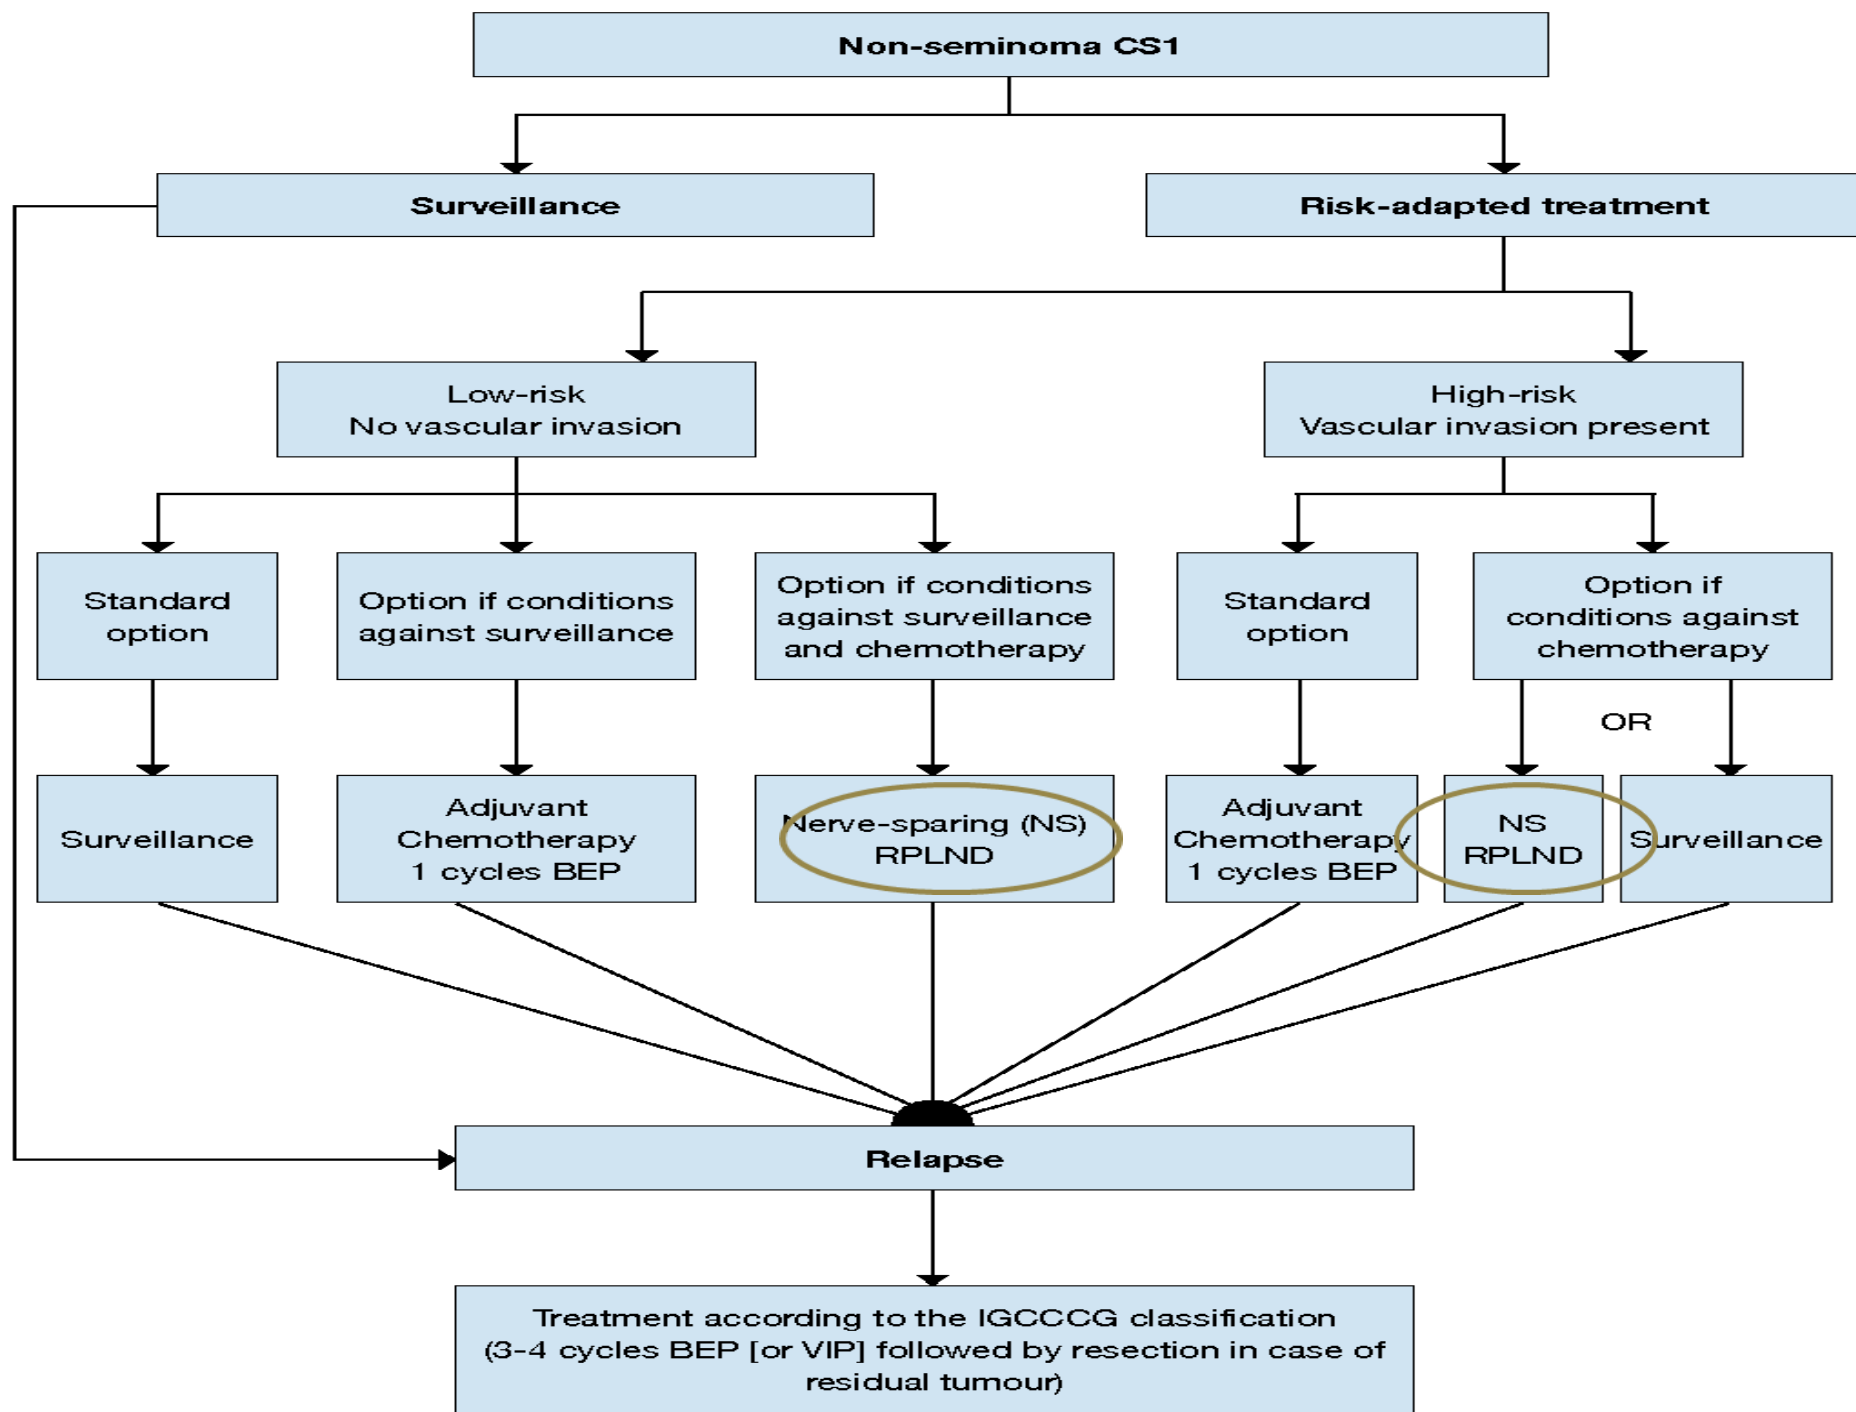 Non-seminoma CS1
Surveillance
Risk-adapted treatment
Low-risk
No vascular invasion
High-risk
Vascular invasion present
Standard
option
Option if conditions
against surveillance
Option if conditions
against surveillance
and chemotherapy
Standard
option
Option if
conditions against
chemotherapy
OR
Surveillance
Adjuvant
Chemotherapy
1 cycles BEP
Nerve-sparing (NS)
RPLND
Adjuvant
Chemotherapy
1 cycles BEP
NS
RPLND
Surveillance
Relapse
Treatment according to the IGCCCG classification
(3-4 cycles BEP [or VIP] followed by resection in case of
residual tumour)